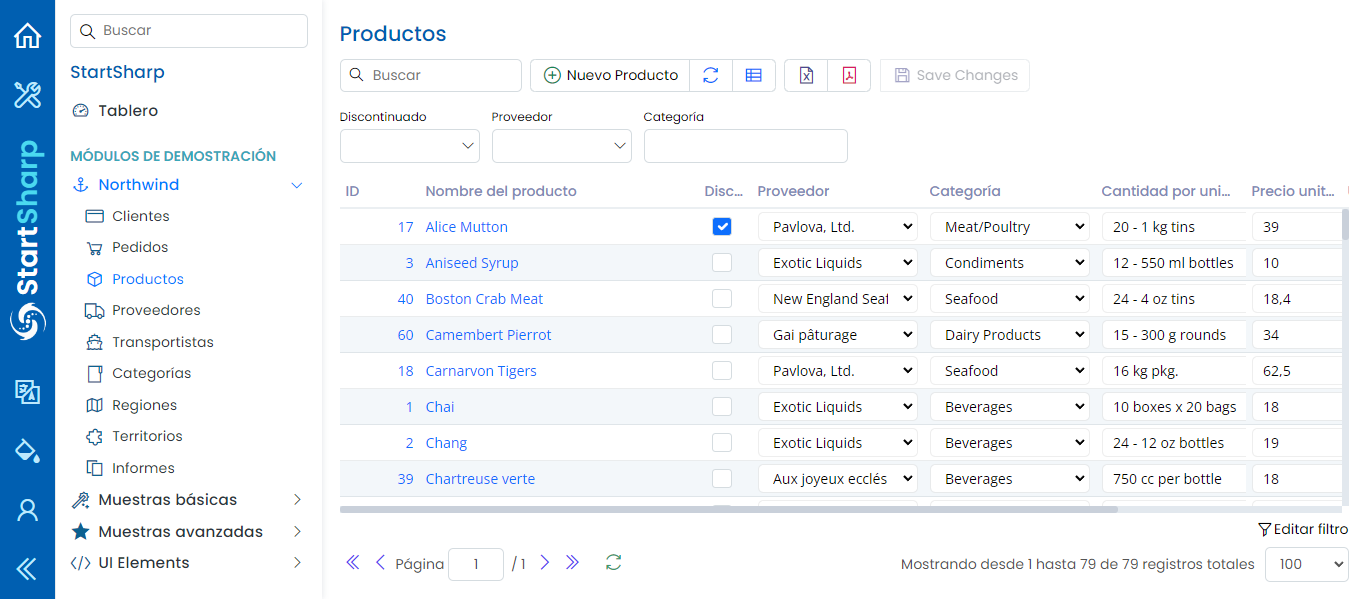 StartSharp
Buscar
StartSharp
Tablero
MÓDULOS DE DEMOSTRACIÓN
Northwind
Clientes
Pedidos
Productos
Proveedores
Transportistas
Categorías
Regiones
Territorios
Informes
Muestras básicas
Muestras avanzadas
UI Elements
Productos
Buscar Nuevo Producto Save Changes
Discontinuado Proveedor Categoría
ID Nombre del producto Disc... Proveedor Categoría Cantidad por uni... Precio unit...
17 Alice Mutton Pavlova, Ltd. Meat/Poultry 20 - 1 kg tins 39
3 Aniseed Syrup Exotic Liquids Condiments 12 - 550 ml bottles 10
40 Boston Crab Meat New England Seaf Seafood 24 - 4 oz tins 18,4
60 Camembert Pierrot Gai pâturage Dairy Products 15 - 300 g rounds 34
18 Carnarvon Tigers Pavlova, Ltd. Seafood 16 kg pkg. 62,5
1 Chai Exotic Liquids Beverages 10 boxes x 20 bags 18
2 Chang Exotic Liquids Beverages 24 - 12 oz bottles 19
39 Chartreuse verte Aux joyeux ecclés Beverages 750 cc per bottle 18
Editar filtro
Página 1 / 1 Mostrando desde 1 hasta 79 de 79 registros totales 100